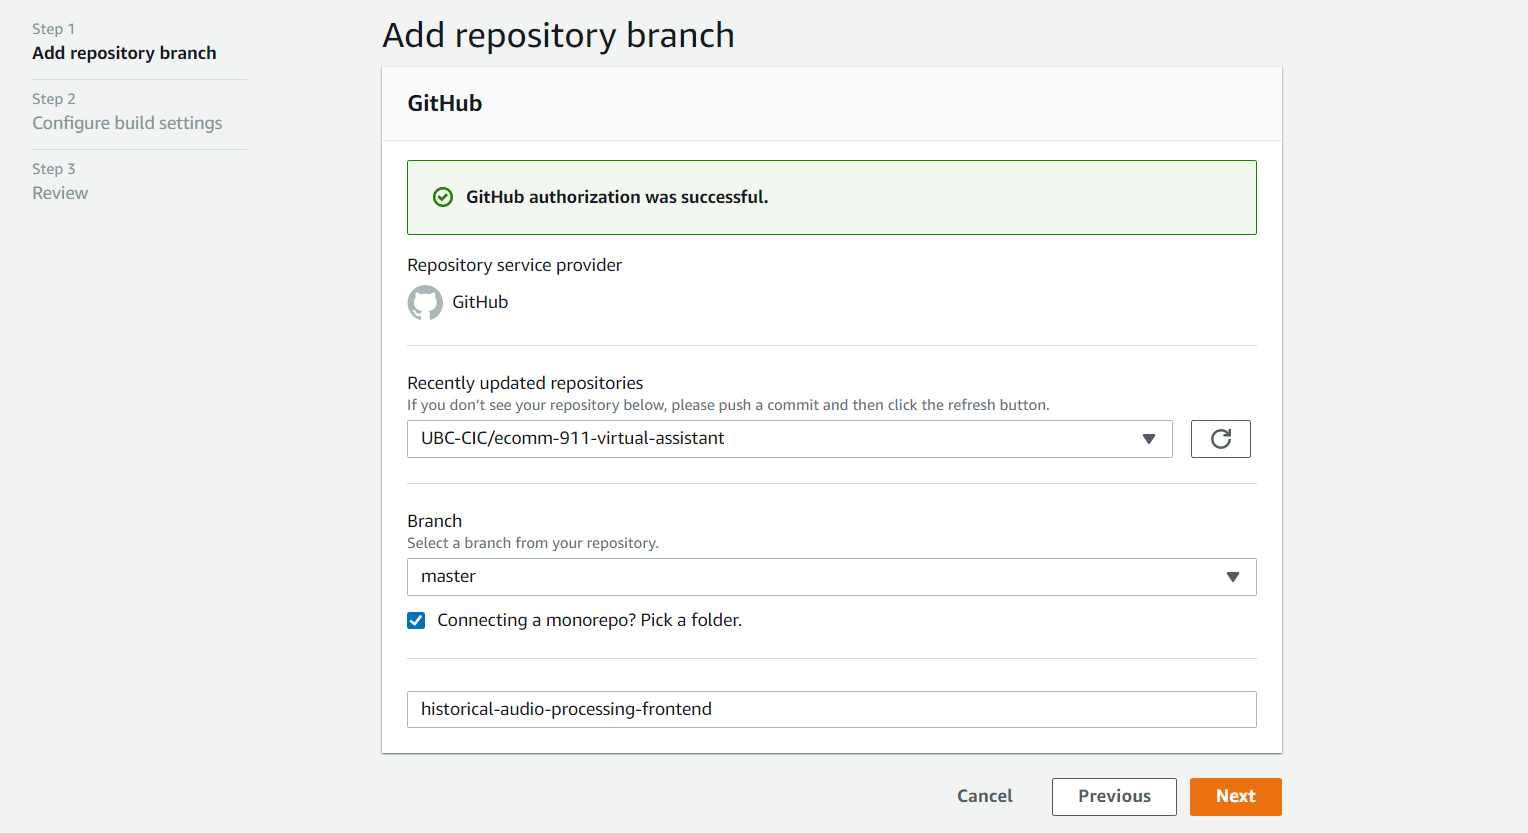 Step 1
Add repository branch
Step 2
Configure build settings
Step 3
Review
Add repository branch
GitHub
GitHub authorization was successful.
Repository service provider
GitHub
Recently updated repositories
If you don’t see your repository below, please push a commit and then click the refresh button.
UBC-CIC/ecomm-911-virtual-assistant
Branch
Select a branch from your repository.
master
Connecting a monorepo? Pick a folder.
historical-audio-processing-frontend
Cancel
Previous
Next